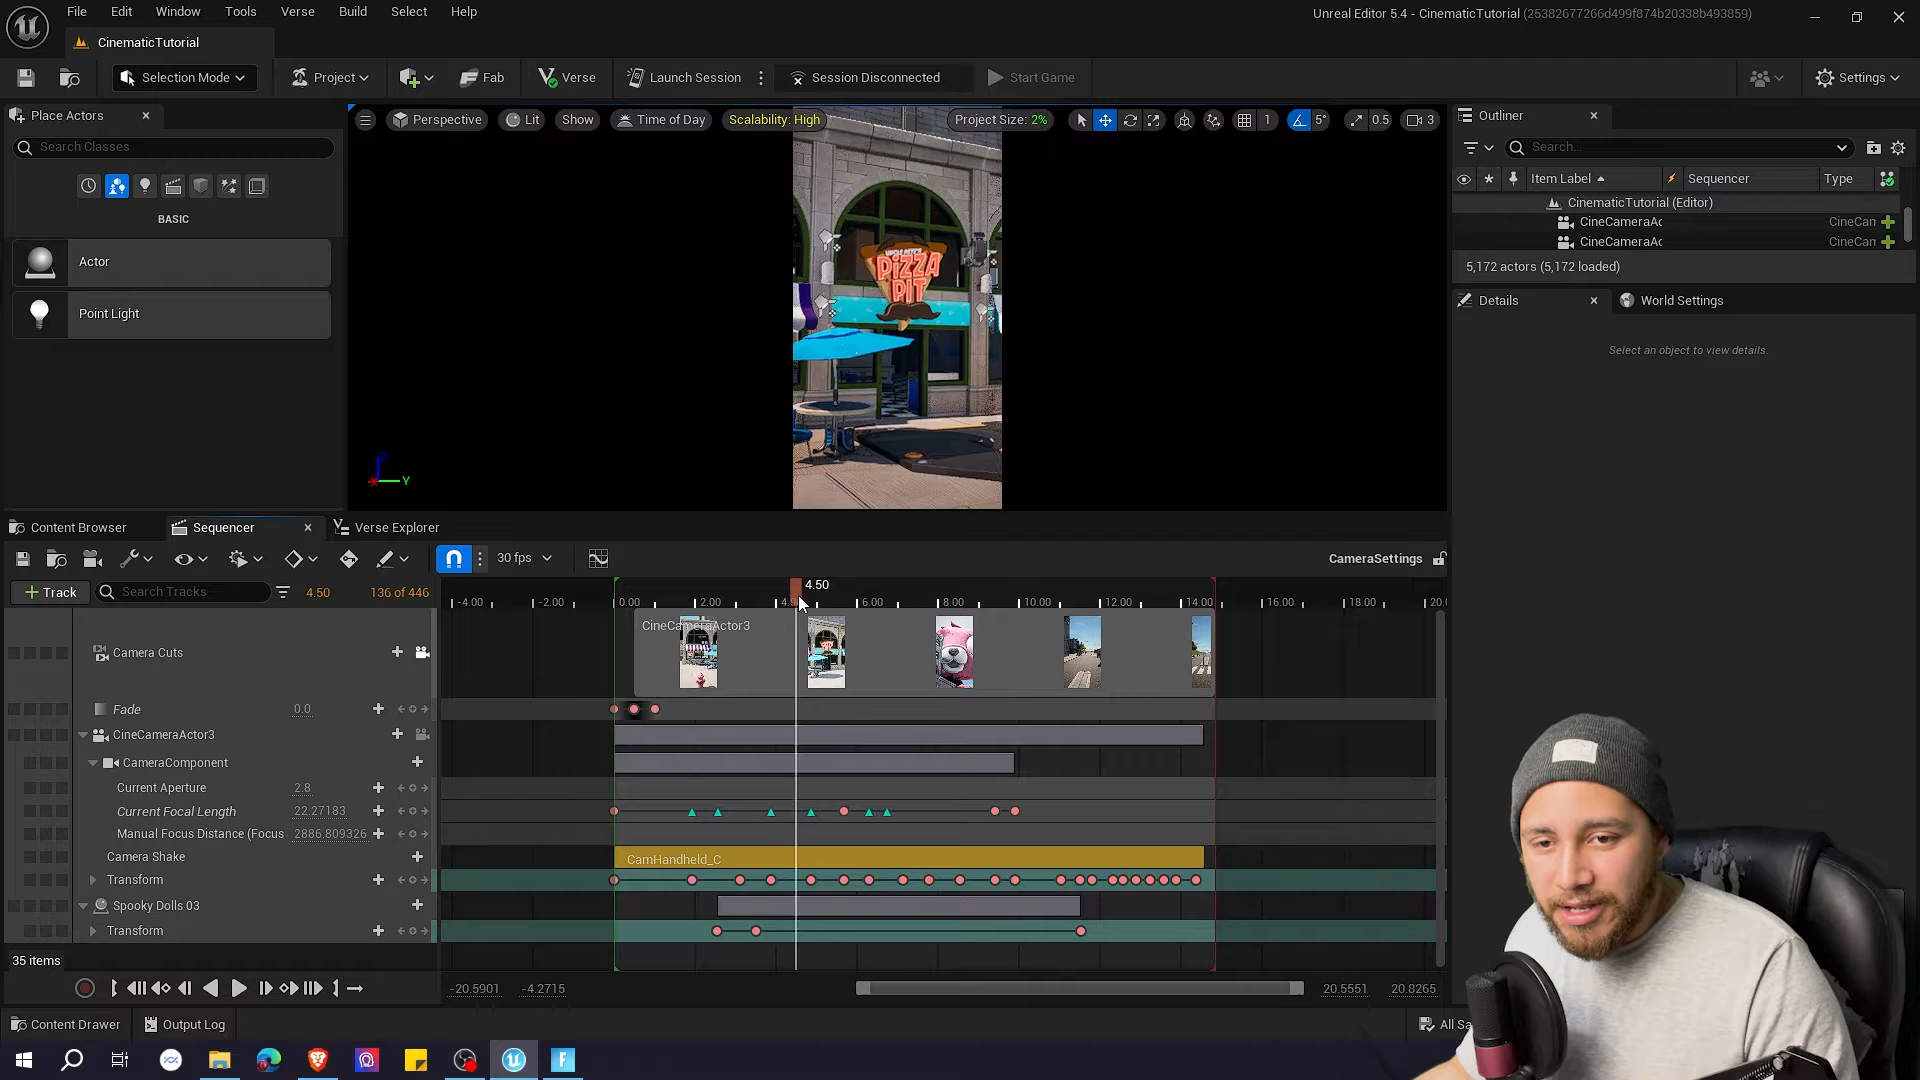 File Edit Window Tools Verse Build Select Help
Unreal Editor 5.4 - CinematicTutorial (25382677266d499f874b20338b493859)
CinematicTutorial
Selection Mode Project Fab Verse Launch Session Session Disconnected Start Game Settings
Place Actors
Search Classes
BASIC
Actor
Point Light
Perspective Lit Show Time of Day Scalability: High Project Size: 2% 1 5° 0.5 3
PIZZA
PIT
Y
Outliner
Search...
Item Label Sequencer Type
CinematicTutorial (Editor)
CineCameraAc CineCam
CineCameraAc CineCam
5,172 actors (5,172 loaded)
Details World Settings
Select an object to view details.
Content Browser Sequencer Verse Explorer
30 fps CameraSettings
Track Search Tracks 4.50 136 of 446
4.50
-4.00 -2.00 0.00 2.00 4.00 6.00 8.00 10.00 12.00 14.00 16.00 18.00 20.0
CineCameraActor3
Camera Cuts
Fade 0.0
CineCameraActor3
CameraComponent
Current Aperture 2.8
Current Focal Length 22.27183
Manual Focus Distance (Focus 2886.809326
Camera Shake CamHandheld_C
Transform
Spooky Dolls 03
Transform
35 items
-20.5901 -4.2715 20.5551 20.8265
Content Drawer Output Log All Sa